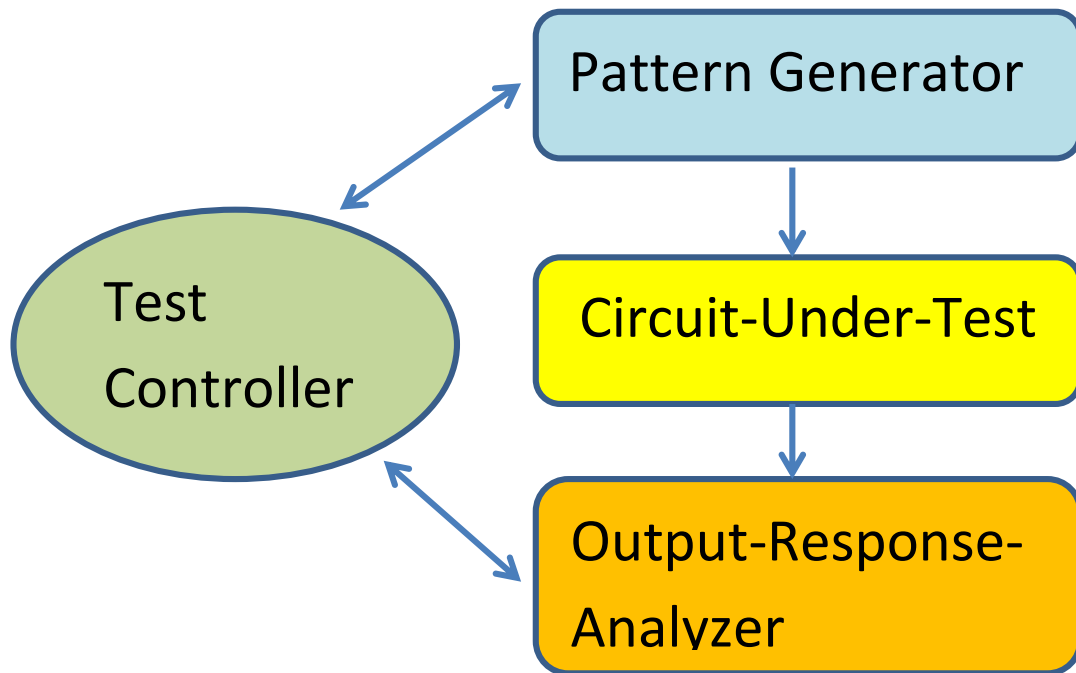 Pattern Generator
Test
Controller
Circuit-Under-Test
Output-Response-
Analyzer